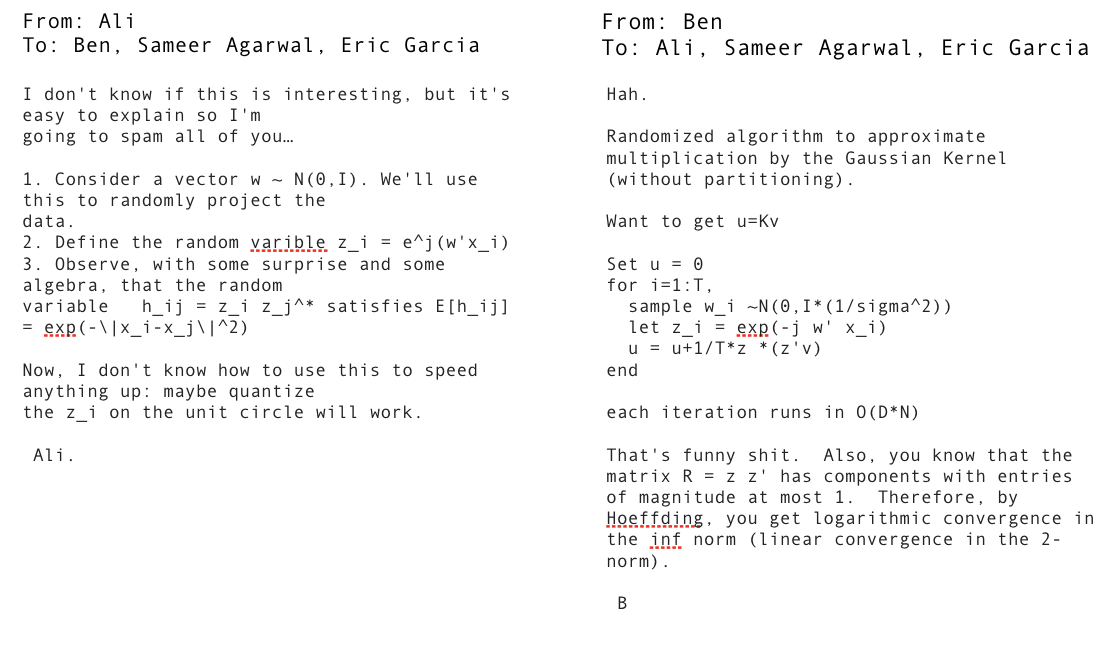 From: Ali
To: Ben, Sameer Agarwal, Eric Garcia
I don't know if this is interesting, but it's
easy to explain so I'm
going to spam all of you…
1. Consider a vector w ~ N(0,I). We'll use
this to randomly project the
data.
2. Define the random varible z_i = e^j(w'x_i)
3. Observe, with some surprise and some
algebra, that the random
variable   h_ij = z_i z_j^* satisfies E[h_ij]
= exp(-\|x_i-x_j\|^2)
Now, I don't know how to use this to speed
anything up: maybe quantize
the z_i on the unit circle will work.
Ali.
From: Ben
To: Ali, Sameer Agarwal, Eric Garcia
Hah.
Randomized algorithm to approximate
multiplication by the Gaussian Kernel
(without partitioning).
Want to get u=Kv
Set u = 0
for i=1:T,
  sample w_i ~N(0,I*(1/sigma^2))
  let z_i = exp(-j w' x_i)
  u = u+1/T*z *(z'v)
end
each iteration runs in O(D*N)
That's funny shit.  Also, you know that the
matrix R = z z' has components with entries
of magnitude at most 1.  Therefore, by
Hoeffding, you get logarithmic convergence in
the inf norm (linear convergence in the 2-
norm).
B